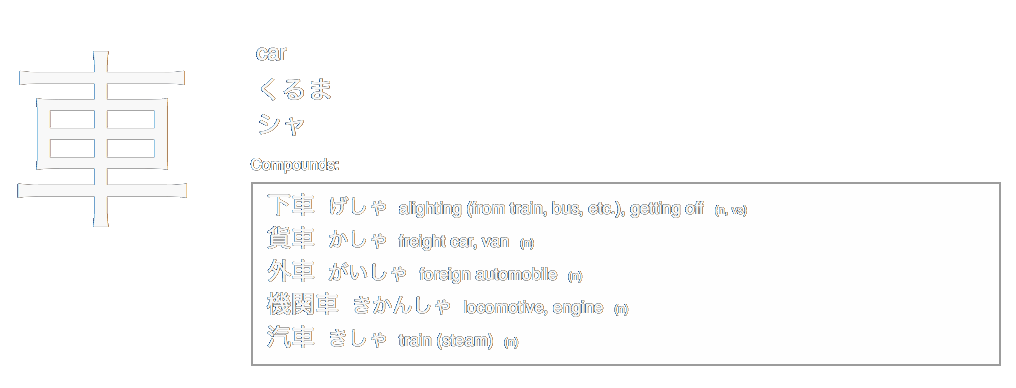 車
car
くるま
シャ
Compounds:
下車 げしゃ alighting (from train, bus, etc.), getting off (n, vs)
貨車 かしゃ freight car, van (n)
外車 がいしゃ foreign automobile (n)
機関車 きかんしゃ locomotive, engine (n)
汽車 きしゃ train (steam) (n)